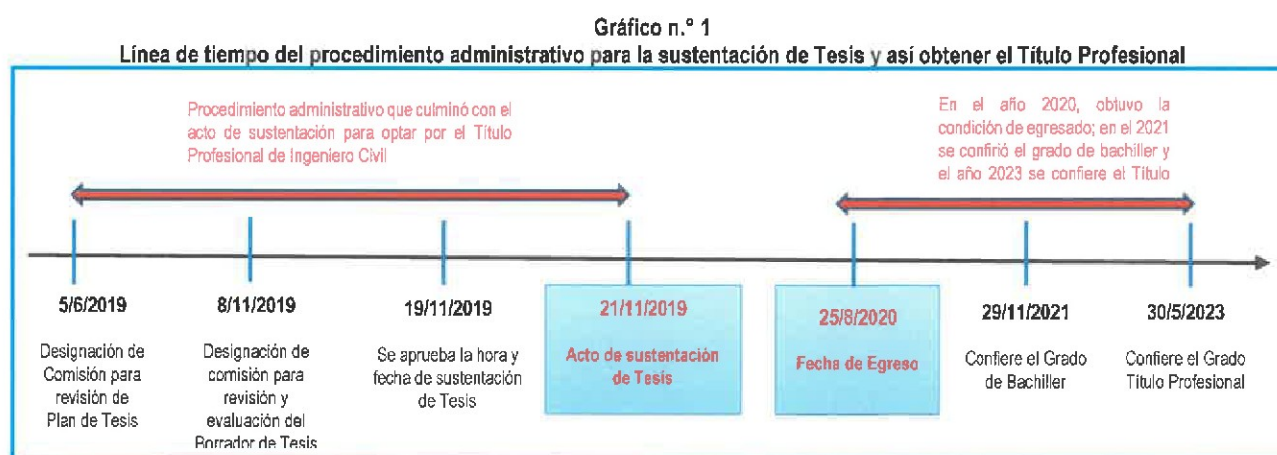 Gráfico n.° 1
Línea de tiempo del procedimiento administrativo para la sustentación de Tesis y así obtener el Título Profesional
Procedimiento administrativo que culminó con el
acto de sustentación para optar por el Título
Profesional de Ingeniero Civil
En el año 2020, obtuvo la
condición de egresado; en el 2021
se confirió el grado de bachiller y
el año 2023 se confiere el Título
5/6/2019
Designación de
Comisión para
revisión de
Plan de Tesis
8/11/2019
Designación de
comisión para
revisión y
evaluación del
Borrador de Tesis
19/11/2019
Se aprueba la hora y
fecha de sustentación
de Tesis
21/11/2019
Acto de sustentación
de Tesis
25/8/2020
Fecha de Egreso
29/11/2021
Confiere el Grado
de Bachiller
30/5/2023
Confiere el Grado
Título Profesional